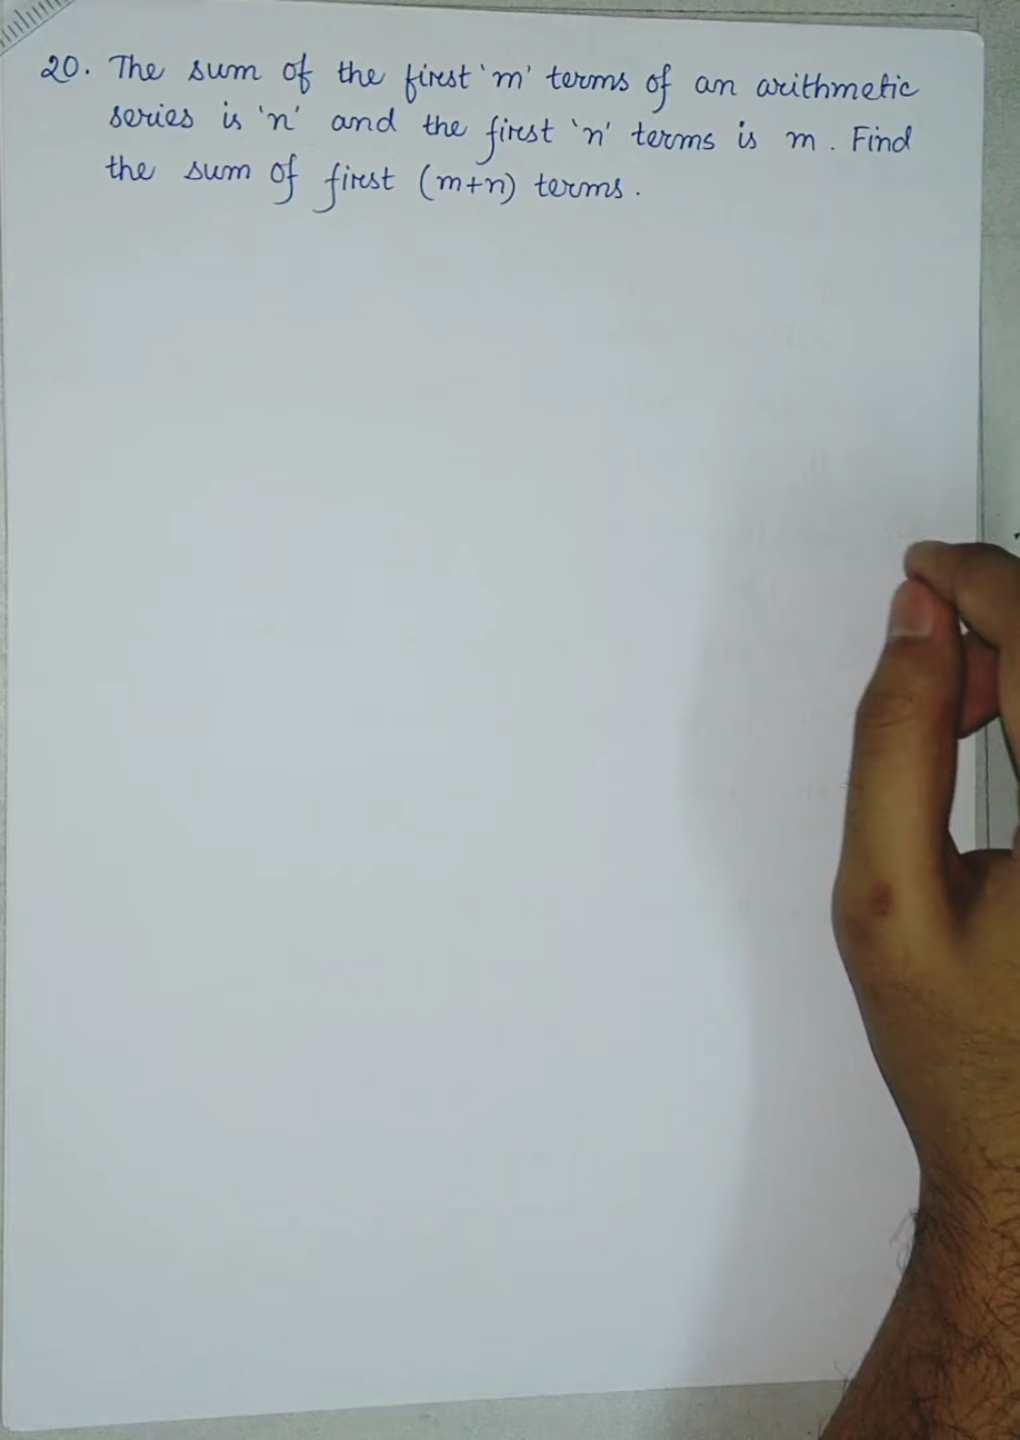 20. The sum of the first 'm' terms of an arithmetic
series is 'n' and the first 'n' terms is m. Find
the sum of first (m+n) terms.